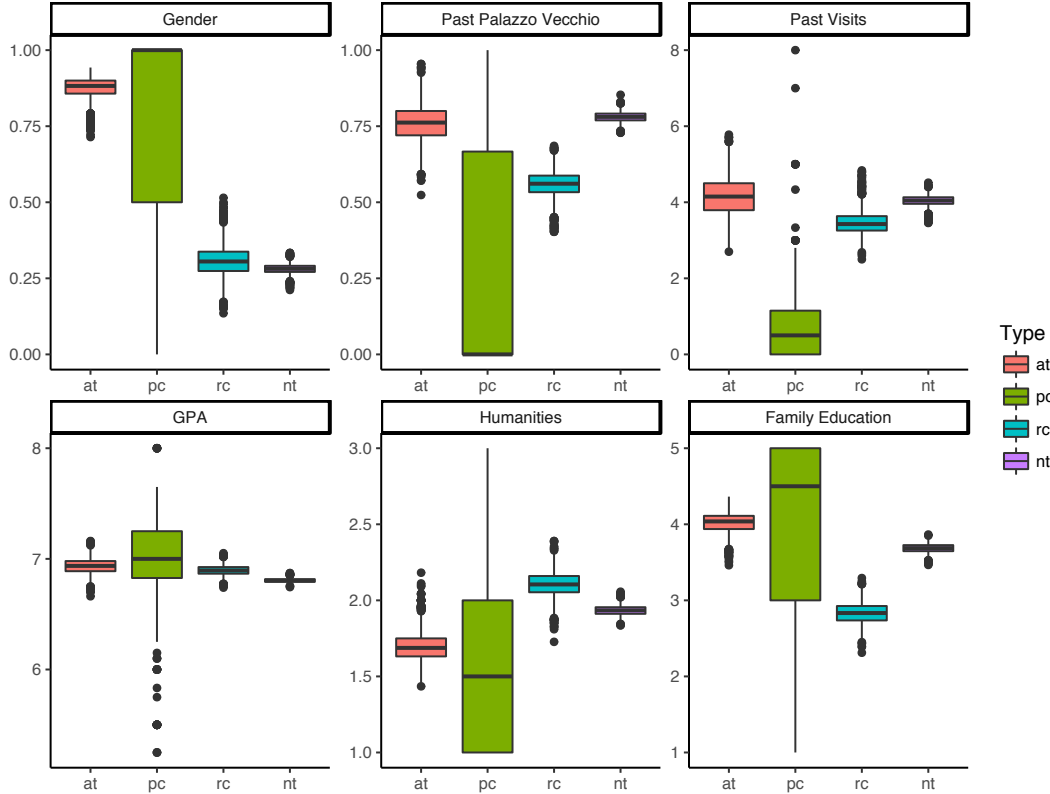 Gender
Past Palazzo Vecchio
Past Visits
1.00
0.75
0.50
0.25
0.00
at pc rc nt
1.00
0.75
0.50
0.25
0.00
at pc rc nt
8
6
4
2
0
at pc rc nt
GPA
Humanities
Family Education
8
7
6
at pc rc nt
3.0
2.5
2.0
1.5
1.0
at pc rc nt
5
4
3
2
1
at pc rc nt
Type
at
pc
rc
nt